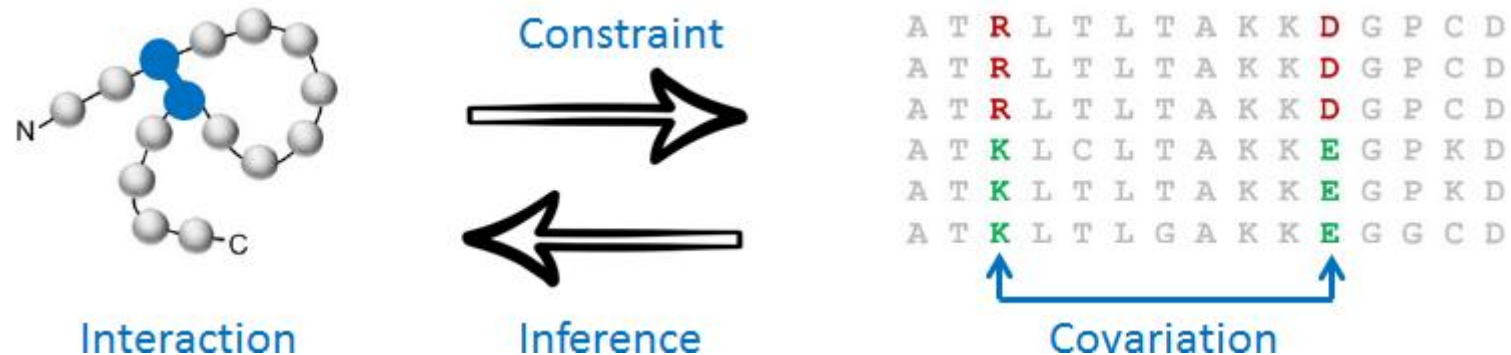 N
C
Interaction
Constraint
Inference
A T R L T L T A K K D G P C D
A T R L T L T A K K D G P C D
A T R L T L T A K K D G P C D
A T K L C L T A K K E G P K D
A T K L T L T A K K E G P K D
A T K L T L G A K K E G G C D
Covariation